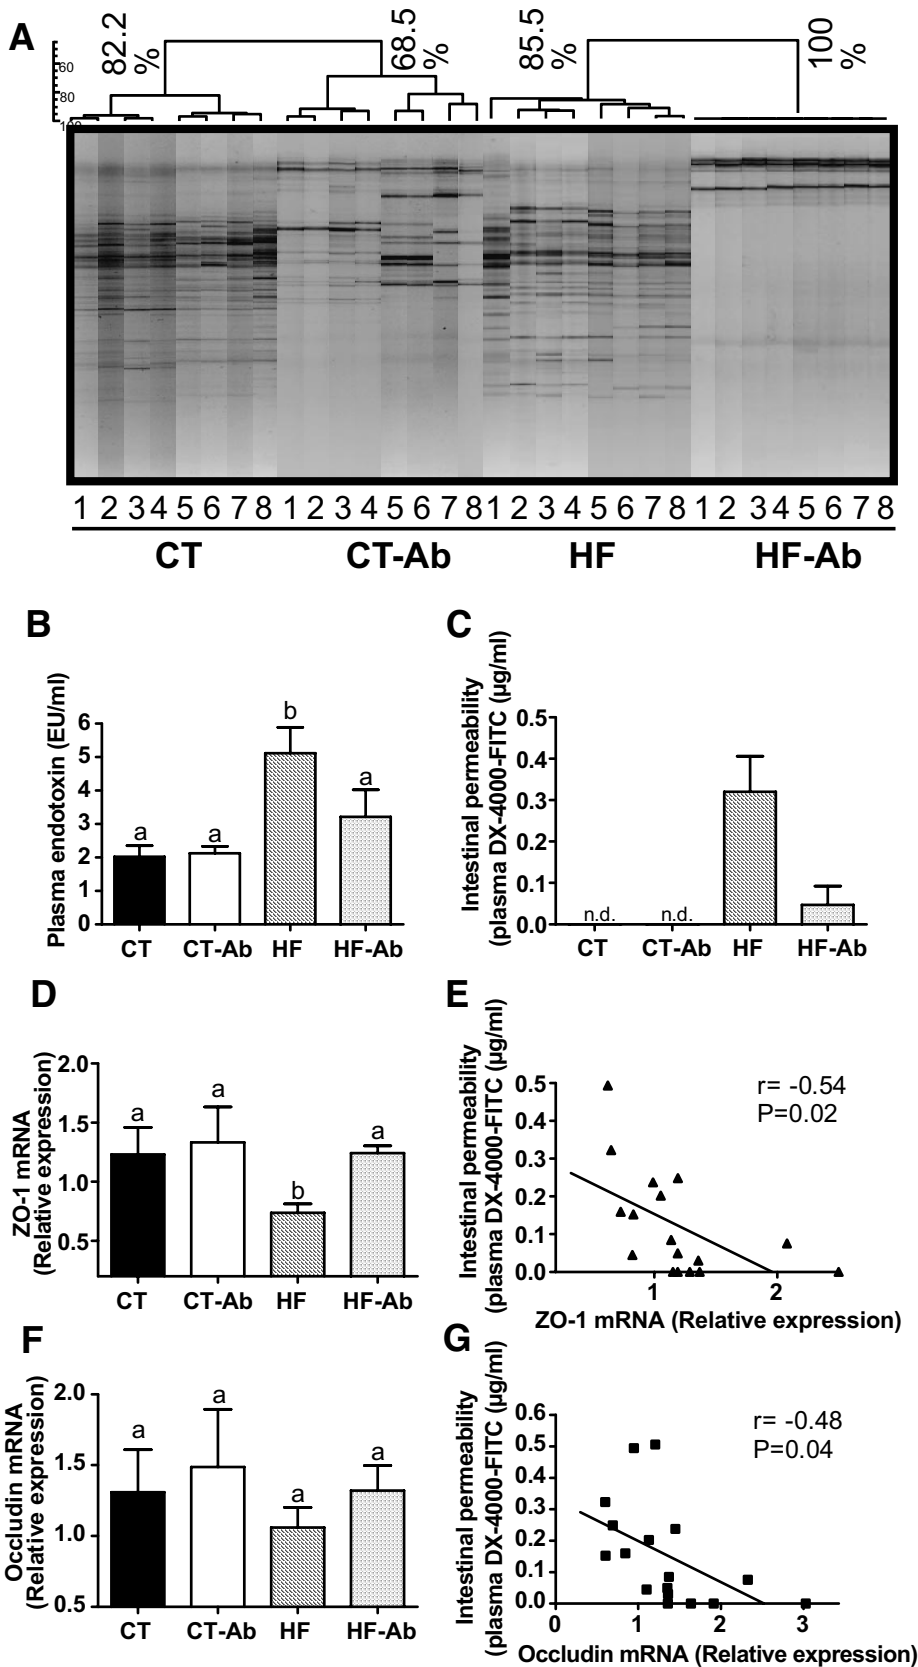 A
82.2 %
68.5 %
85.5 %
100 %
60
80
100
1 2 3 4 5 6 7 8 1 2 3 4 5 6 7 8 1 2 3 4 5 6 7 8 1 2 3 4 5 6 7 8
CT CT-Ab HF HF-Ab
B
Plasma endotoxin (EU/ml)
6
5
4
3
2
1
0
a a b a
CT CT-Ab HF HF-Ab
C
Intestinal permeability
(plasma DX-4000-FITC (µg/ml)
0.5
0.4
0.3
0.2
0.1
0.0
n.d. n.d.
CT CT-Ab HF HF-Ab
D
ZO-1 mRNA
(Relative expression)
2.0
1.5
1.0
0.5
a a b a
CT CT-Ab HF HF-Ab
E
Intestinal permeability
(plasma DX-4000-FITC (µg/ml)
0.5
0.4
0.3
0.2
0.1
0.0
r= -0.54
P=0.02
1 2
ZO-1 mRNA (Relative expression)
F
Occludin mRNA
(Relative expression)
2.0
1.5
1.0
0.5
a a a a
CT CT-Ab HF HF-Ab
G
Intestinal permeability
(plasma DX-4000-FITC (µg/ml)
0.6
0.5
0.4
0.3
0.2
0.1
0.0
r= -0.48
P=0.04
0 1 2 3
Occludin mRNA (Relative expression)